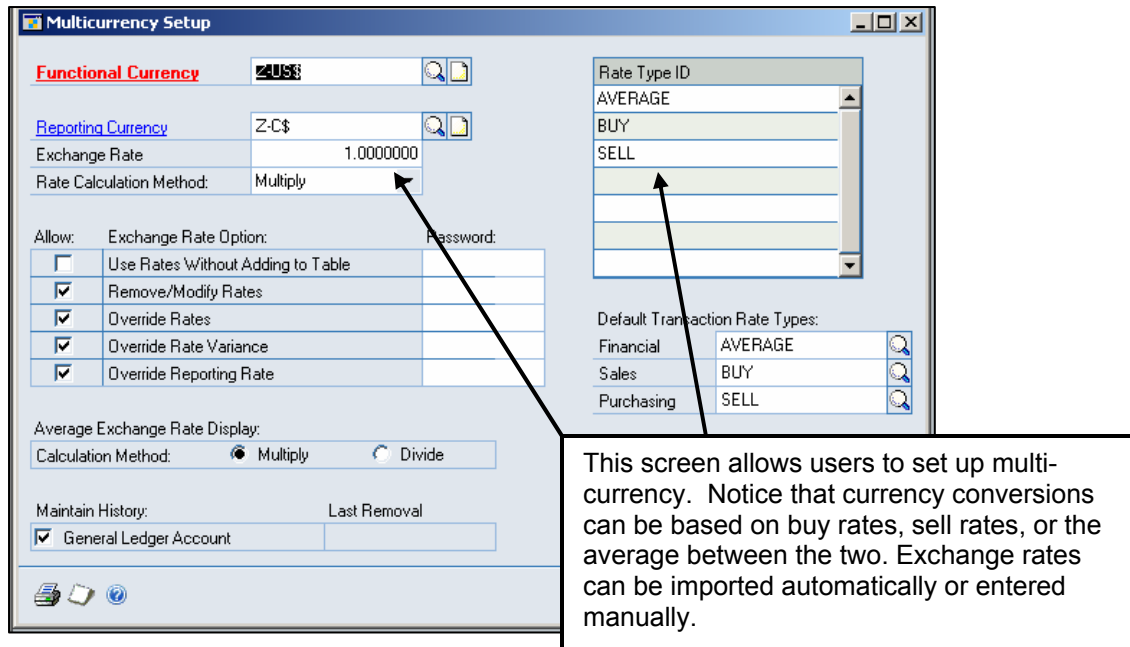 Multicurrency Setup
Functional Currency Z-US$
Reporting Currency Z-C$
Exchange Rate 1.0000000
Rate Calculation Method: Multiply
Allow: Exchange Rate Option: Password:
Use Rates Without Adding to Table
Remove/Modify Rates
Override Rates
Override Rate Variance
Override Reporting Rate
Average Exchange Rate Display:
Calculation Method: Multiply Divide
Maintain History: Last Removal
General Ledger Account
Rate Type ID
AVERAGE
BUY
SELL
Default Transaction Rate Types:
Financial AVERAGE
Sales BUY
Purchasing SELL
This screen allows users to set up multi-
currency. Notice that currency conversions
can be based on buy rates, sell rates, or the
average between the two. Exchange rates
can be imported automatically or entered
manually.